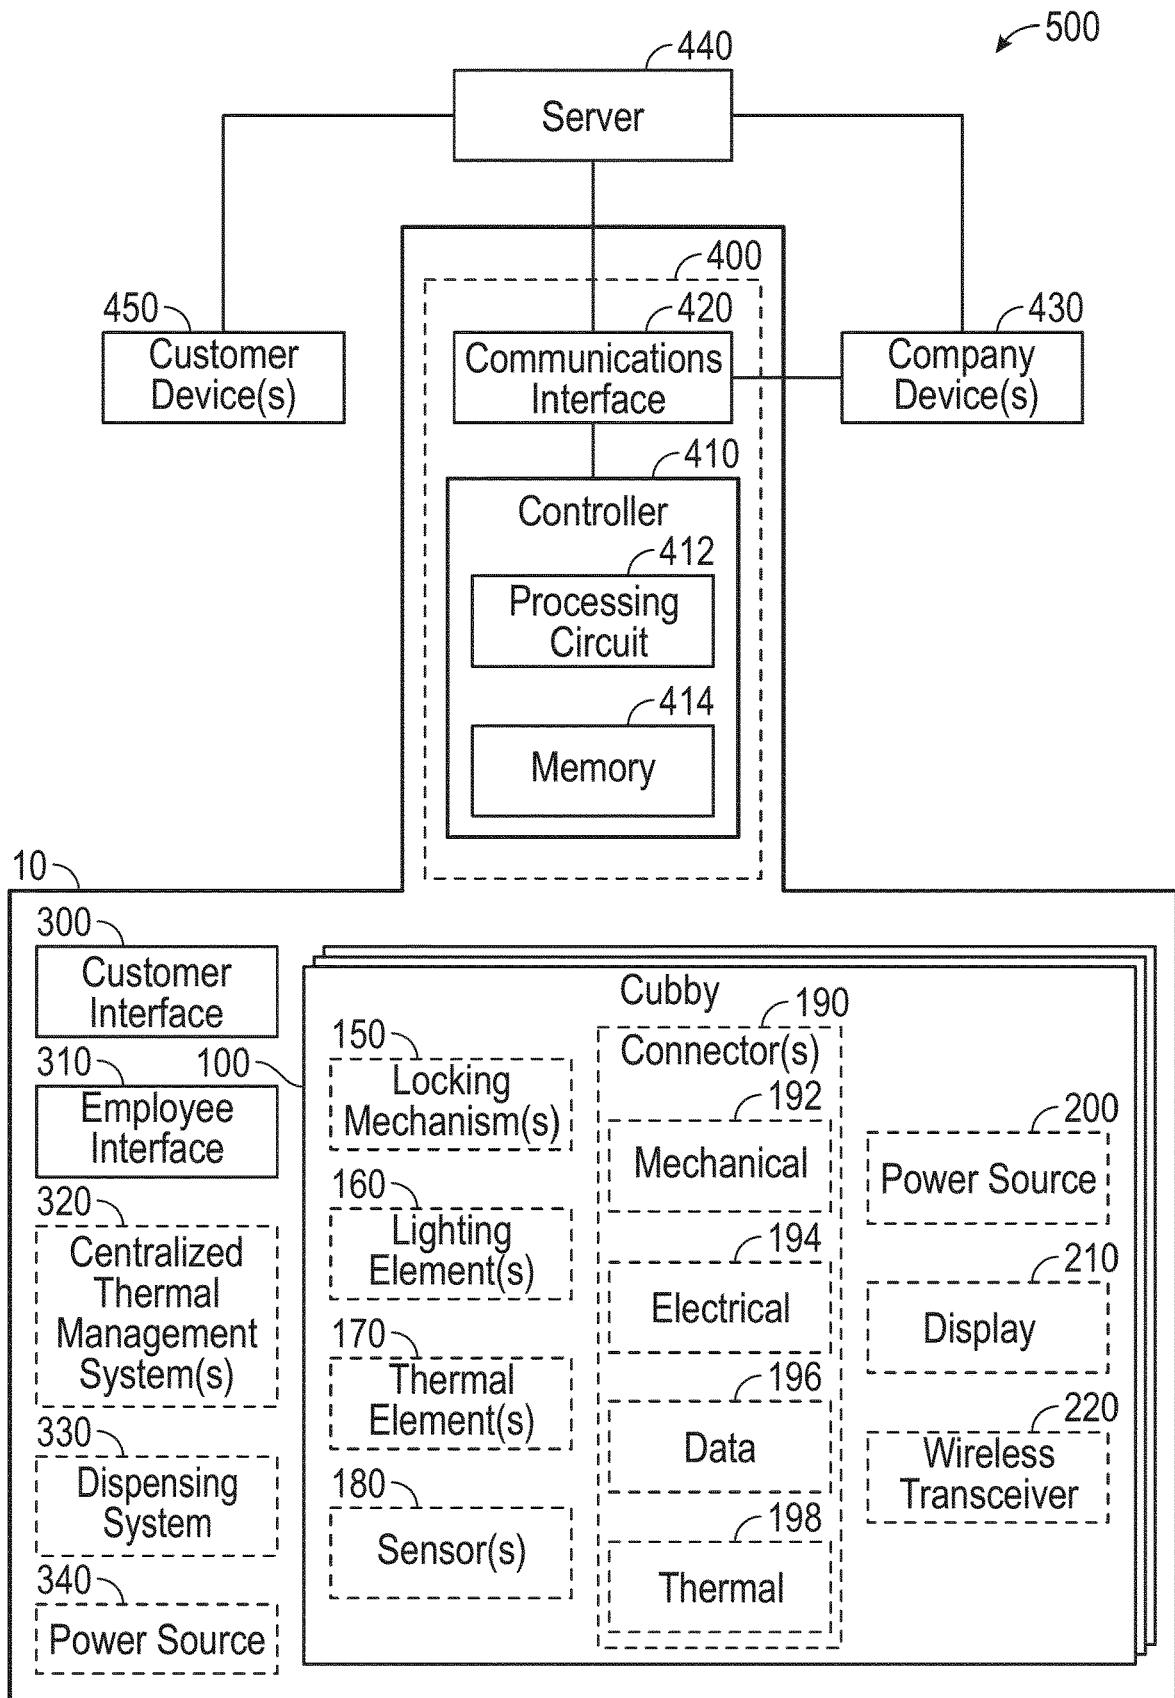 500
440
Server
400
450
Customer
Device(s)
420
Communications
Interface
430
Company
Device(s)
410
Controller
412
Processing
Circuit
414
Memory
10
300
Customer
Interface
310
Employee
Interface
320
Centralized
Thermal
Management
System(s)
330
Dispensing
System
340
Power Source
100
Cubby
150
Locking
Mechanism(s)
160
Lighting
Element(s)
170
Thermal
Element(s)
180
Sensor(s)
190
Connector(s)
192
Mechanical
194
Electrical
196
Data
198
Thermal
200
Power Source
210
Display
220
Wireless
Transceiver